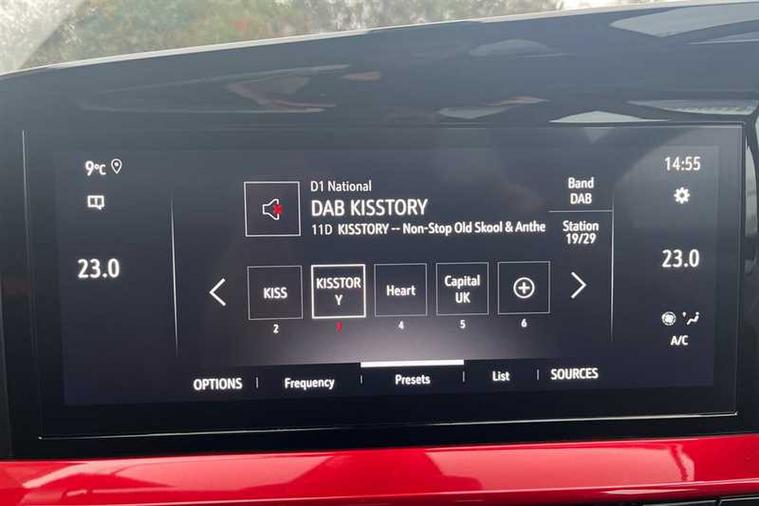 9°C
14:55
D1 National
DAB KISSTORY
11D KISSTORY -- Non-Stop Old Skool & Anthe
Band
DAB
Station
19/29
23.0
23.0
KISS
KISSTOR
Y
Heart
Capital
UK
2
3
4
5
6
A/C
OPTIONS
Frequency
Presets
List
SOURCES